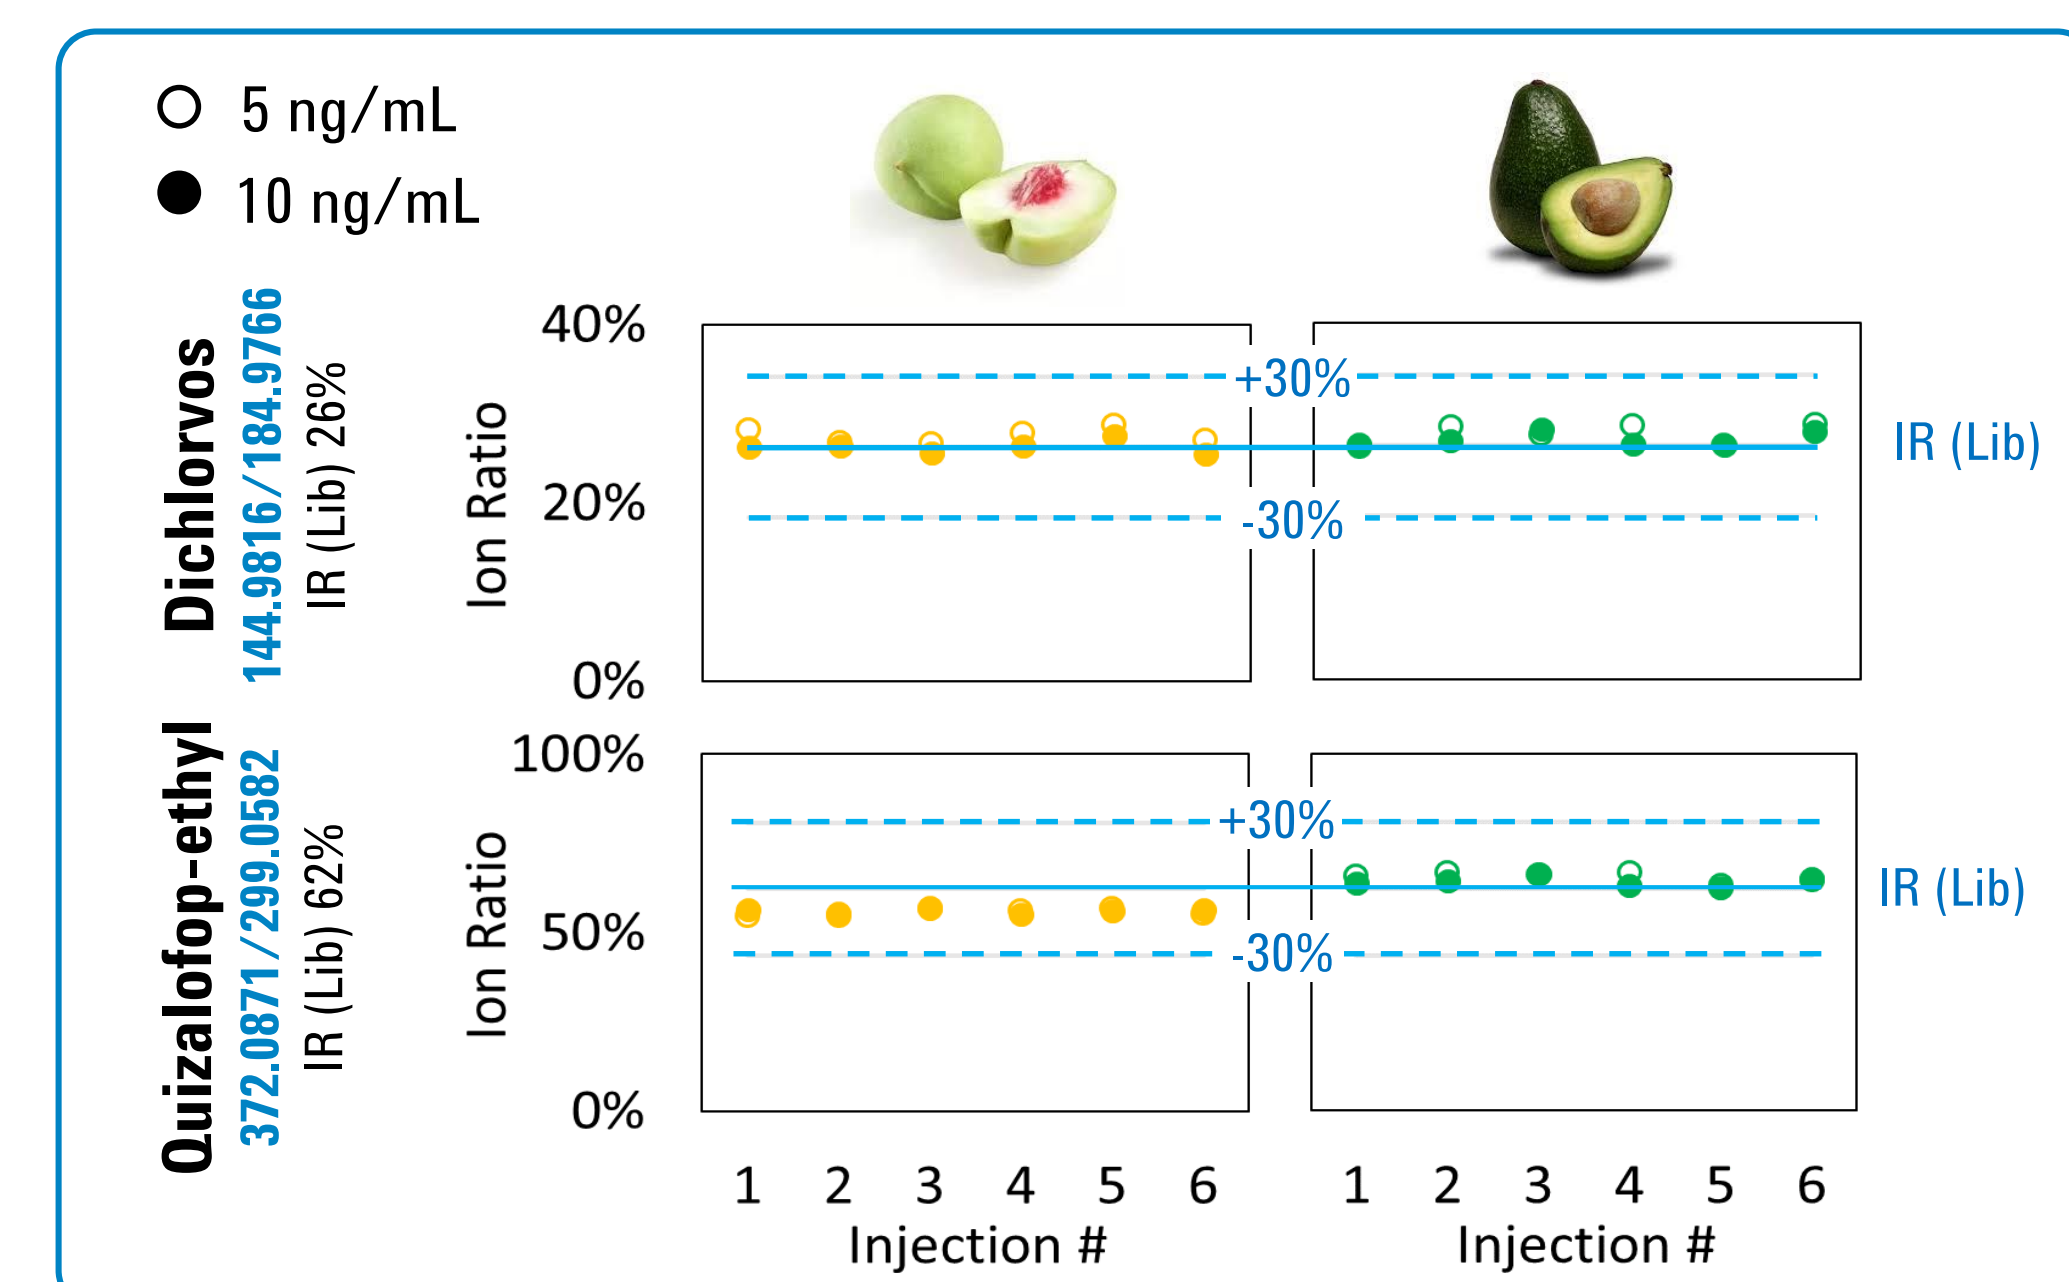 5 ng/mL
10 ng/mL
Dichlorvos
144.9816/184.9766
IR (Lib) 26%
Ion Ratio
40%
20%
0%
+30%
-30%
IR (Lib)
Quizalofop-ethyl
372.0871/299.0582
IR (Lib) 62%
Ion Ratio
100%
50%
0%
+30%
-30%
IR (Lib)
1 2 3 4 5 6
1 2 3 4 5 6
Injection #
Injection #